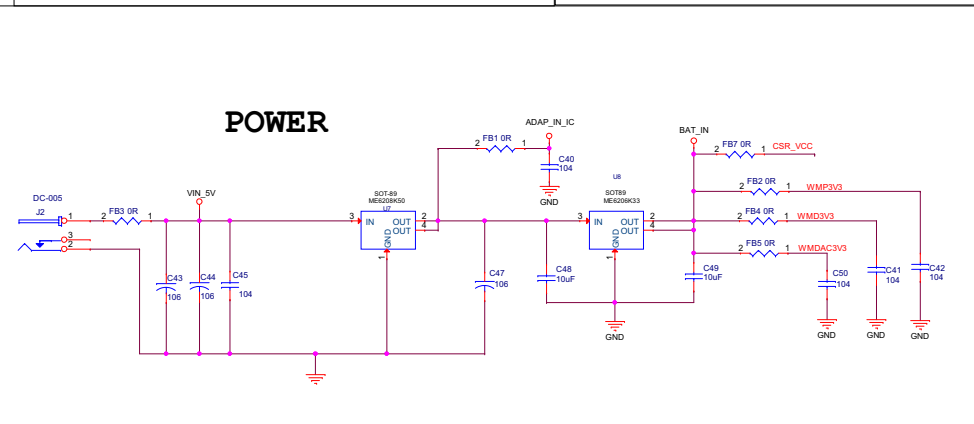 POWER
ADAP_IN_IC
BAT_IN
2 FB1 0R 1
2 FB7 0R 1 CSR_VCC
C40
104
GND
U8
DC-005
J2
VIN_5V
SOT-89
ME6208K50
U7
SOT89
ME6206K33
2 FB2 0R 1 WMP3V3
1 2 FB3 0R 1
3 IN OUT 2
OUT 4
GND
1
3 IN OUT 2
OUT 4
GND
1
2 FB4 0R 1 WMD3V3
3
2
2 FB5 0R 1 WMDAC3V3
C43
106
C44
106
C45
104
C47
106
C48
10uF
C49
10uF
C50
104
C41
104
C42
104
GND
GND
GND
GND